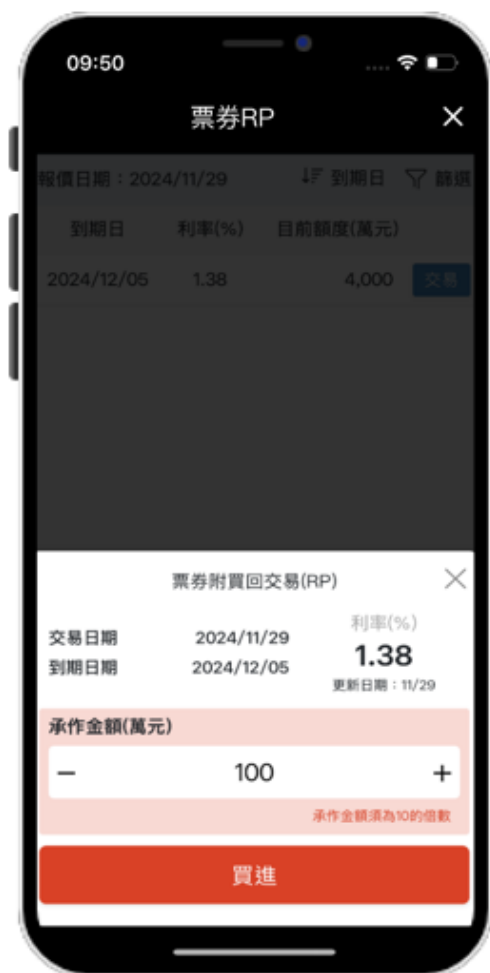 09:50
票券RP
報價日期：2024/11/29 到期日 篩選
到期日 利率(%) 目前額度(萬元)
2024/12/05 1.38 4,000 交易
票券附買回交易(RP)
利率(%)
交易日期 2024/11/29
1.38
到期日期 2024/12/05
更新日期：11/29
承作金額(萬元)
− 100 +
承作金額須為10的倍數
買進